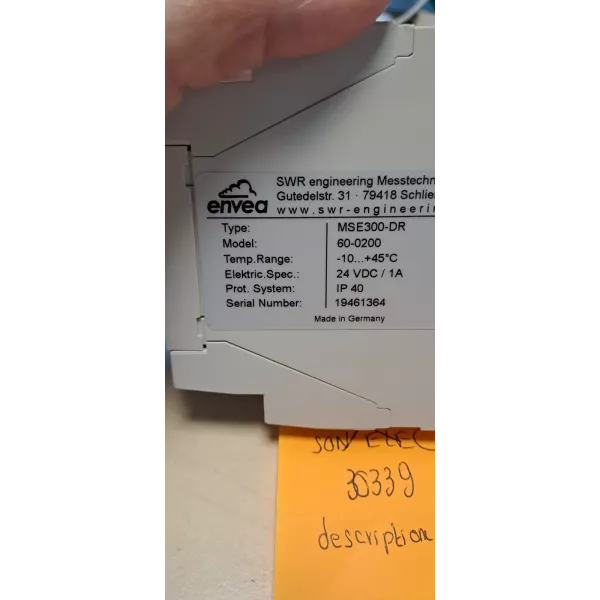 SWR engineering Messtechn
Gutedelstr. 31 · 79418 Schlie
envea
www.swr-engineerin
Type: MSE300-DR
Model: 60-0200
Temp.Range: -10...+45°C
Elektric.Spec.: 24 VDC / 1A
Prot. System: IP 40
Serial Number: 19461364
Made in Germany
30339
description